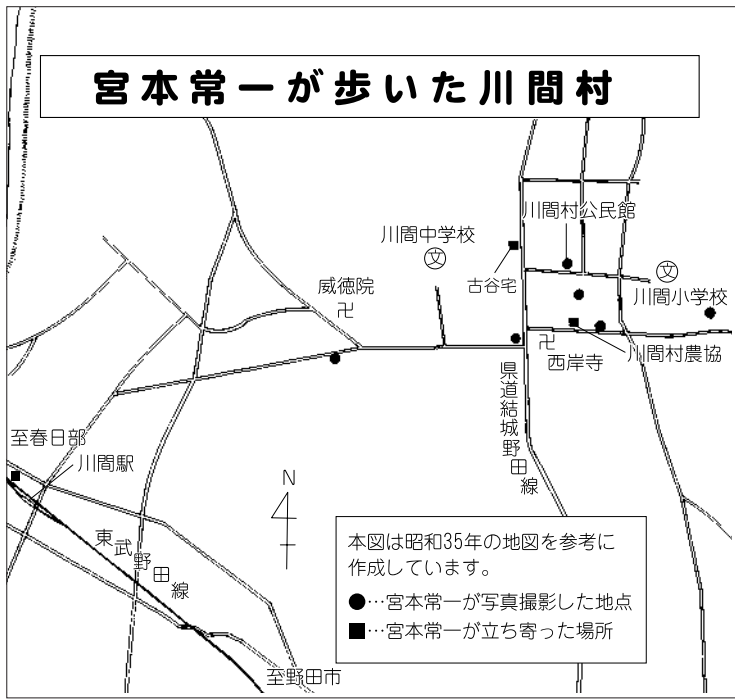 宮本常一が歩いた川間村
川間村公民館
川間中学校
文
古谷宅
文
川間小学校
威徳院
卍
卍
西岸寺
川間村農協
県道結城野田線
至春日部
川間駅
東武野田線
至野田市
N
本図は昭和35年の地図を参考に
作成しています。
●…宮本常一が写真撮影した地点
■…宮本常一が立ち寄った場所